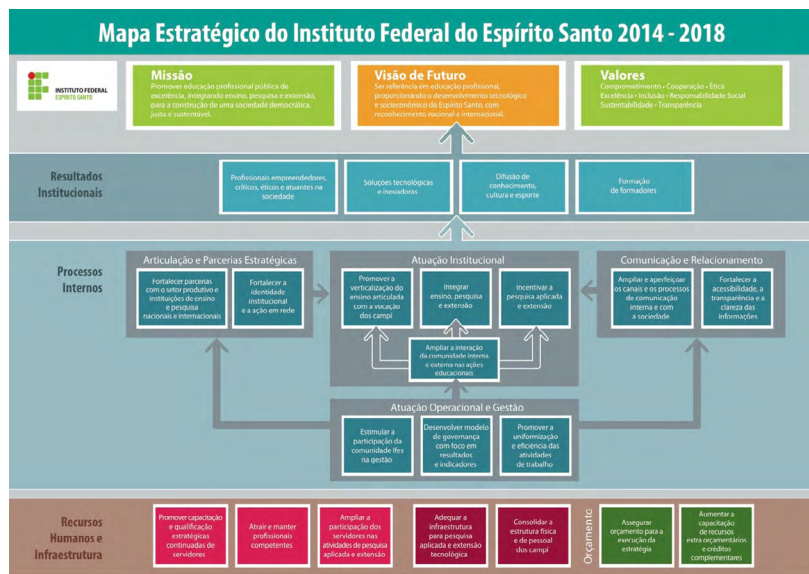 Mapa Estratégico do Instituto Federal do Espírito Santo 2014 - 2018
INSTITUTO FEDERAL
ESPÍRITO SANTO
Missão
Promover educação profissional pública de
excelência, integrando ensino, pesquisa e extensão,
para a construção de uma sociedade democrática,
justa e sustentável.
Visão de Futuro
Ser referência em educação profissional,
proporcionando o desenvolvimento tecnológico
e socioeconômico do Espírito Santo, com
reconhecimento nacional e internacional.
Valores
Comprometimento • Cooperação • Ética
Excelência • Inclusão • Responsabilidade Social
Sustentabilidade • Transparência
Resultados
Institucionais
Profissionais empreendedores,
críticos, éticos e atuantes na
sociedade
Soluções tecnológicas
e inovadoras
Difusão de
conhecimento,
cultura e esporte
Formação
de formadores
Processos
Internos
Articulação e Parcerias Estratégicas
Fortalecer parcerias
com o setor produtivo e
instituições de ensino
e pesquisa
nacionais e internacionais
Fortalecer a
identidade
institucional
e a ação em rede
Atuação Institucional
Promover a
verticalização do
ensino articulada
com a vocação
dos campi
Integrar
ensino, pesquisa
e extensão
Incentivar a
pesquisa aplicada
e extensão
Ampliar a interação
da comunidade interna
e externa nas ações
educacionais
Comunicação e Relacionamento
Ampliar e aperfeiçoar
os canais e os processos
de comunicação
interna e com
a sociedade
Fortalecer a
acessibilidade, a
transparência e a
clareza das
informações
Atuação Operacional e Gestão
Estimular a
participação da
comunidade Ifes
na gestão
Desenvolver modelo
de governança
com foco em
resultados
e indicadores
Promover a
uniformização
e eficiência das
atividades
de trabalho
Recursos
Humanos e
Infraestrutura
Promover capacitação
e qualificação
estratégicas
continuadas de
servidores
Atrair e manter
profissionais
competentes
Ampliar a
participação dos
servidores nas
atividades de pesquisa
aplicada e extensão
Adequar a
infraestrutura
para pesquisa
aplicada e extensão
tecnológica
Consolidar a
estrutura física
e de pessoal
dos campi
Orçamento
Assegurar
orçamento para a
execução da
estratégia
Aumentar a
capacitação
de recursos
extra orçamentários
e créditos
complementares